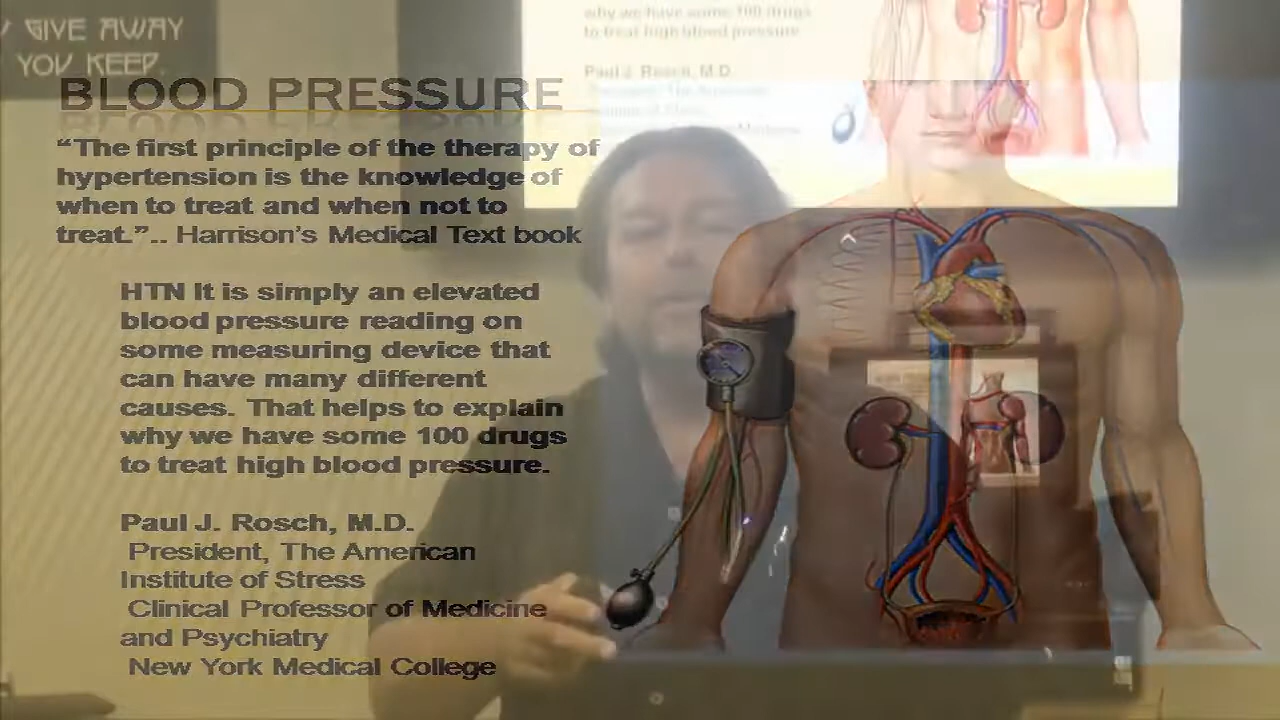 GIVE AWAY
YOU KEEP.
why we have some 100 drugs
to treat high blood pressure
Paul J. Rosch, M.D.
BLOOD PRESSURE
“The first principle of the therapy of
hypertension is the knowledge of
when to treat and when not to
treat.”.. Harrison’s Medical Text book
HTN It is simply an elevated
blood pressure reading on
some measuring device that
can have many different
causes. That helps to explain
why we have some 100 drugs
to treat high blood pressure.
Paul J. Rosch, M.D.
President, The American
Institute of Stress
Clinical Professor of Medicine
and Psychiatry
New York Medical College